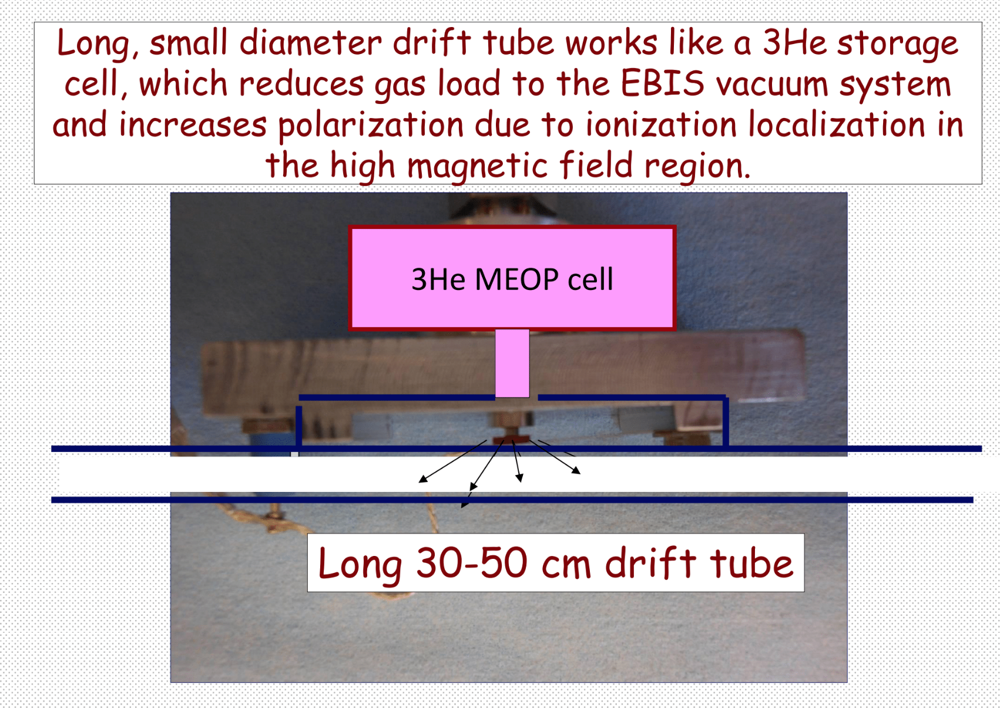 Long, small diameter drift tube works like a 3He storage
cell, which reduces gas load to the EBIS vacuum system
and increases polarization due to ionization localization in
the high magnetic field region.
3He MEOP cell
Long 30-50 cm drift tube